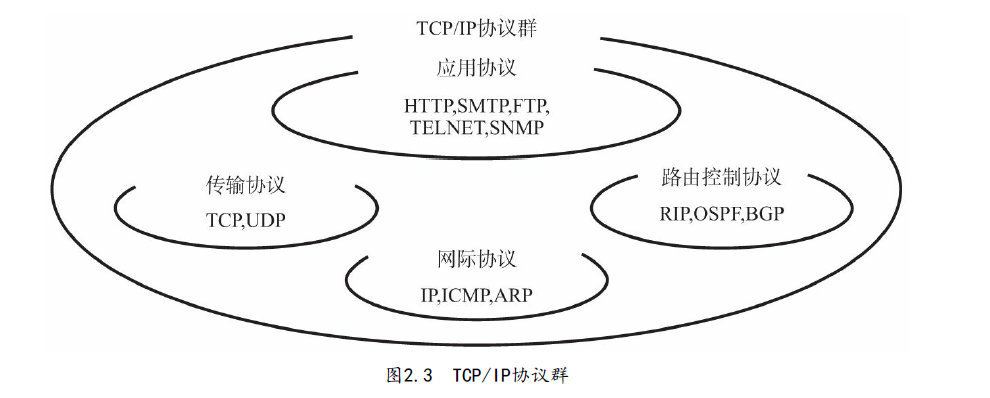 TCP/IP协议群
应用协议
HTTP,SMTP,FTP,
TELNET,SNMP
传输协议
TCP,UDP
路由控制协议
RIP,OSPF,BGP
网际协议
IP,ICMP,ARP
图2.3 TCP/IP协议群